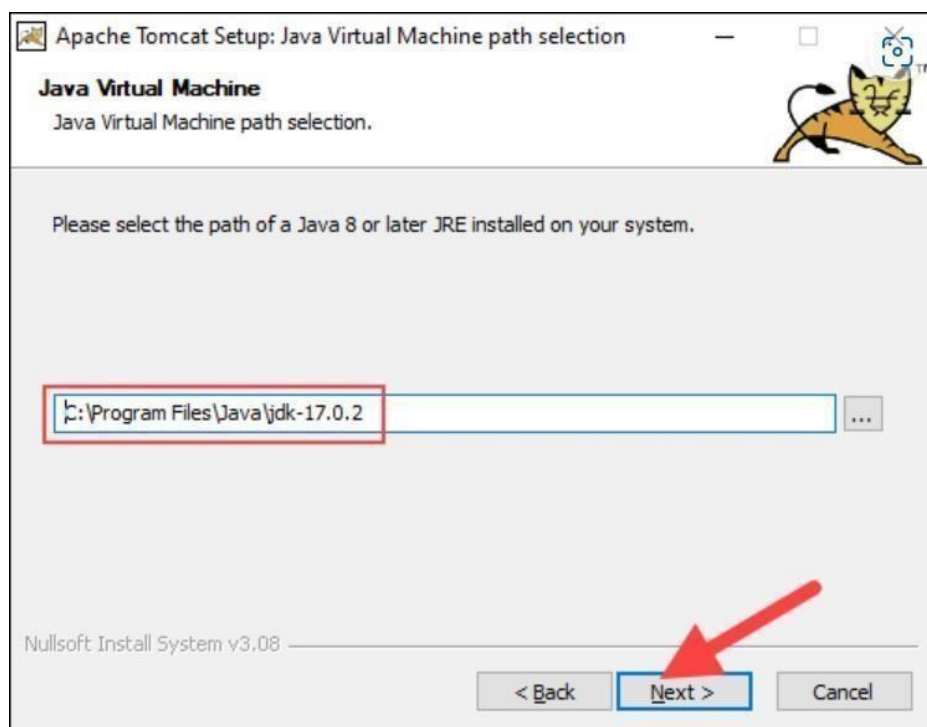 Apache Tomcat Setup: Java Virtual Machine path selection
TM
Java Virtual Machine
Java Virtual Machine path selection.
Please select the path of a Java 8 or later JRE installed on your system.
C:\Program Files\Java\jdk-17.0.2
...
Nullsoft Install System v3.08
< Back
Next >
Cancel